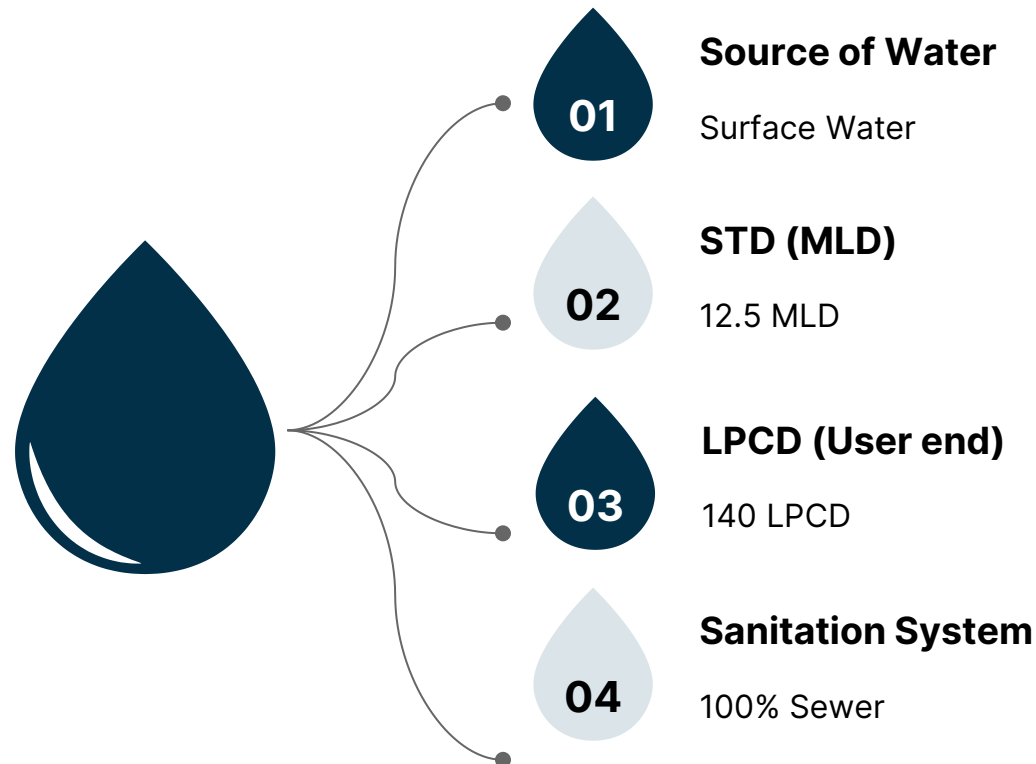 01
Source of Water
Surface Water
02
STD (MLD)
12.5 MLD
03
LPCD (User end)
140 LPCD
04
Sanitation System
100% Sewer